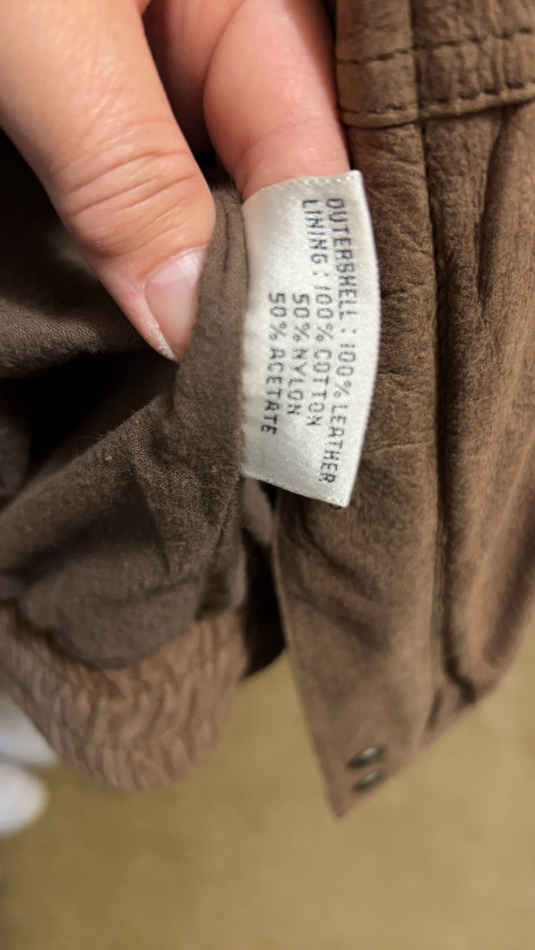 OUTERSHELL : 100% LEATHER
LINING : 100% COTTON
50% NYLON
50% ACETATE